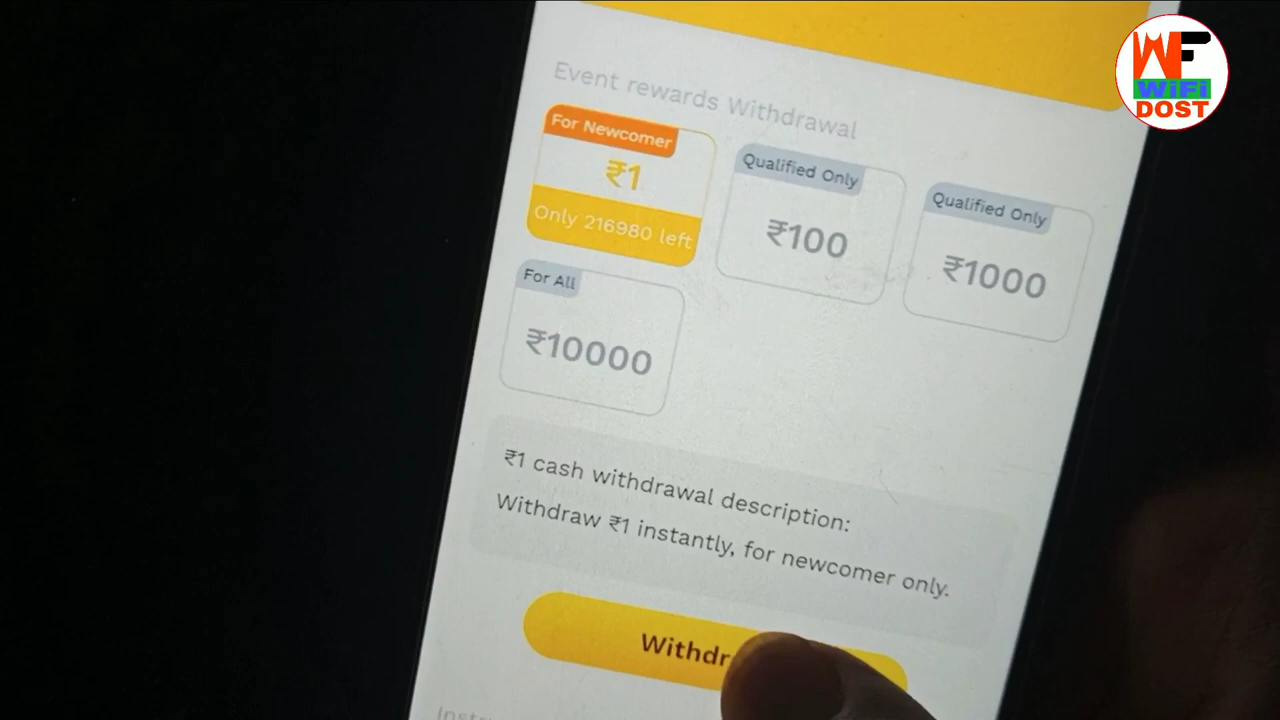 WF
WiFi
DOST
Event rewards Withdrawal
For Newcomer
₹1
Only 216980 left
Qualified Only
₹100
Qualified Only
₹1000
For All
₹10000
₹1 cash withdrawal description:
Withdraw ₹1 instantly, for newcomer only.